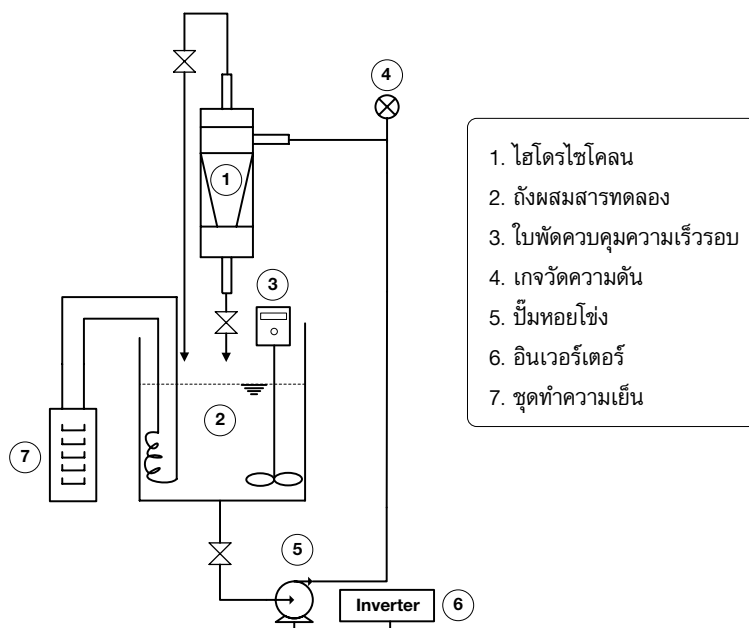 4
1. ไฮโดรไซโคลน
2. ถังผสมสารทดลอง
3. ใบพัดควบคุมความเร็วรอบ
4. เกจวัดความดัน
5. ปั๊มหอยโข่ง
6. อินเวอร์เตอร์
7. ชุดทำความเย็น
1
3
2
7
5
Inverter
6